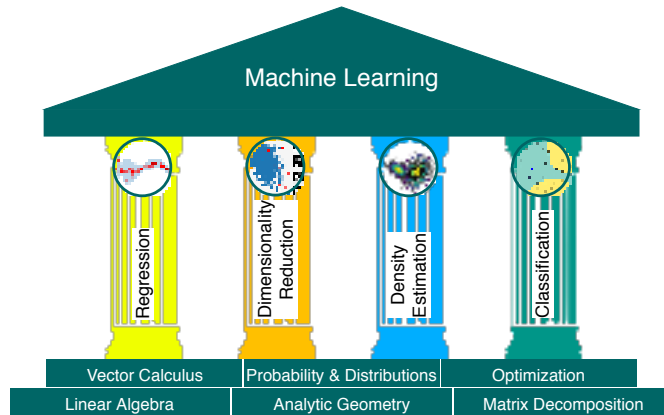 Machine Learning
Regression
Dimensionality
Reduction
Density
Estimation
Classification
Vector Calculus
Probability & Distributions
Optimization
Linear Algebra
Analytic Geometry
Matrix Decomposition